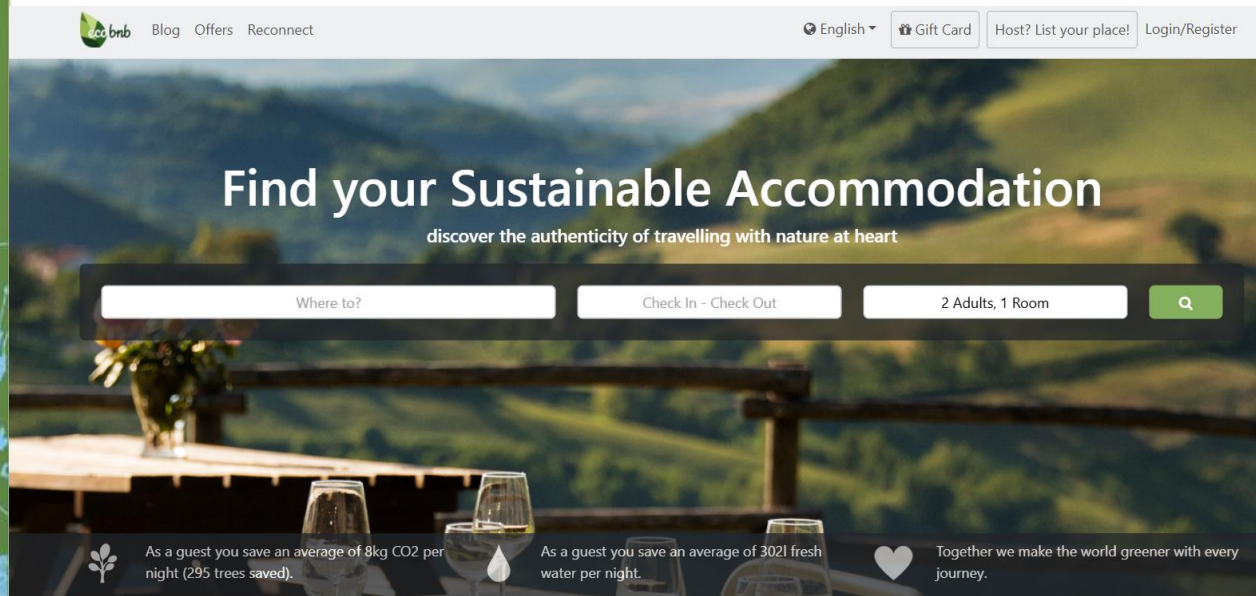 ecobnb Blog Offers Reconnect English Gift Card Host? List your place! Login/Register
Find your Sustainable Accommodation
discover the authenticity of travelling with nature at heart
Where to? Check In - Check Out 2 Adults, 1 Room
As a guest you save an average of 8kg CO2 per
night (295 trees saved).
As a guest you save an average of 302l fresh
water per night.
Together we make the world greener with every
journey.